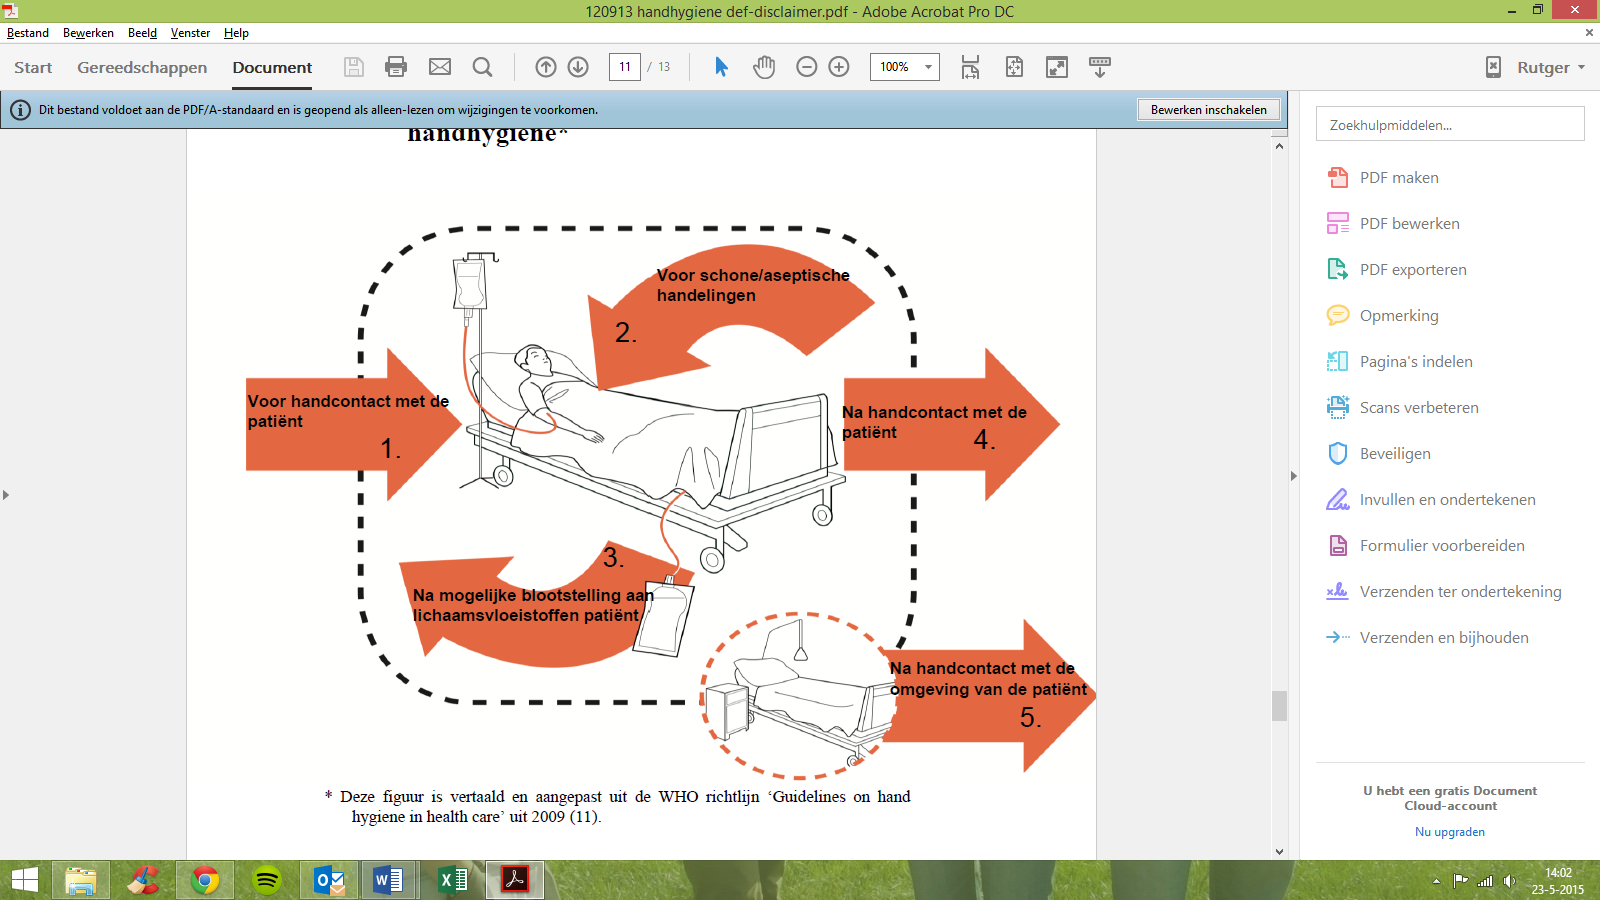 120913 handhygiene def-disclaimer.pdf - Adobe Acrobat Pro DC
Bestand Bewerken Beeld Venster Help
Start Gereedschappen Document 11 / 13 100% Rutger
Dit bestand voldoet aan de PDF/A-standaard en is geopend als alleen-lezen om wijzigingen te voorkomen. Bewerken inschakelen
handhygiene*
Voor schone/aseptische
handelingen
2.
Voor handcontact met de
patiënt
1.
Na handcontact met de
patiënt
4.
3.
Na mogelijke blootstelling aan
lichaamsvloeistoffen patiënt
Na handcontact met de
omgeving van de patiënt
5.
* Deze figuur is vertaald en aangepast uit de WHO richtlijn ‘Guidelines on hand
hygiene in health care’ uit 2009 (11).
Zoekhulpmiddelen...
PDF maken
PDF bewerken
PDF exporteren
Opmerking
Pagina's indelen
Scans verbeteren
Beveiligen
Invullen en ondertekenen
Formulier voorbereiden
Verzenden ter ondertekening
Verzenden en bijhouden
U hebt een gratis Document
Cloud-account
Nu upgraden
14:02
23-5-2015